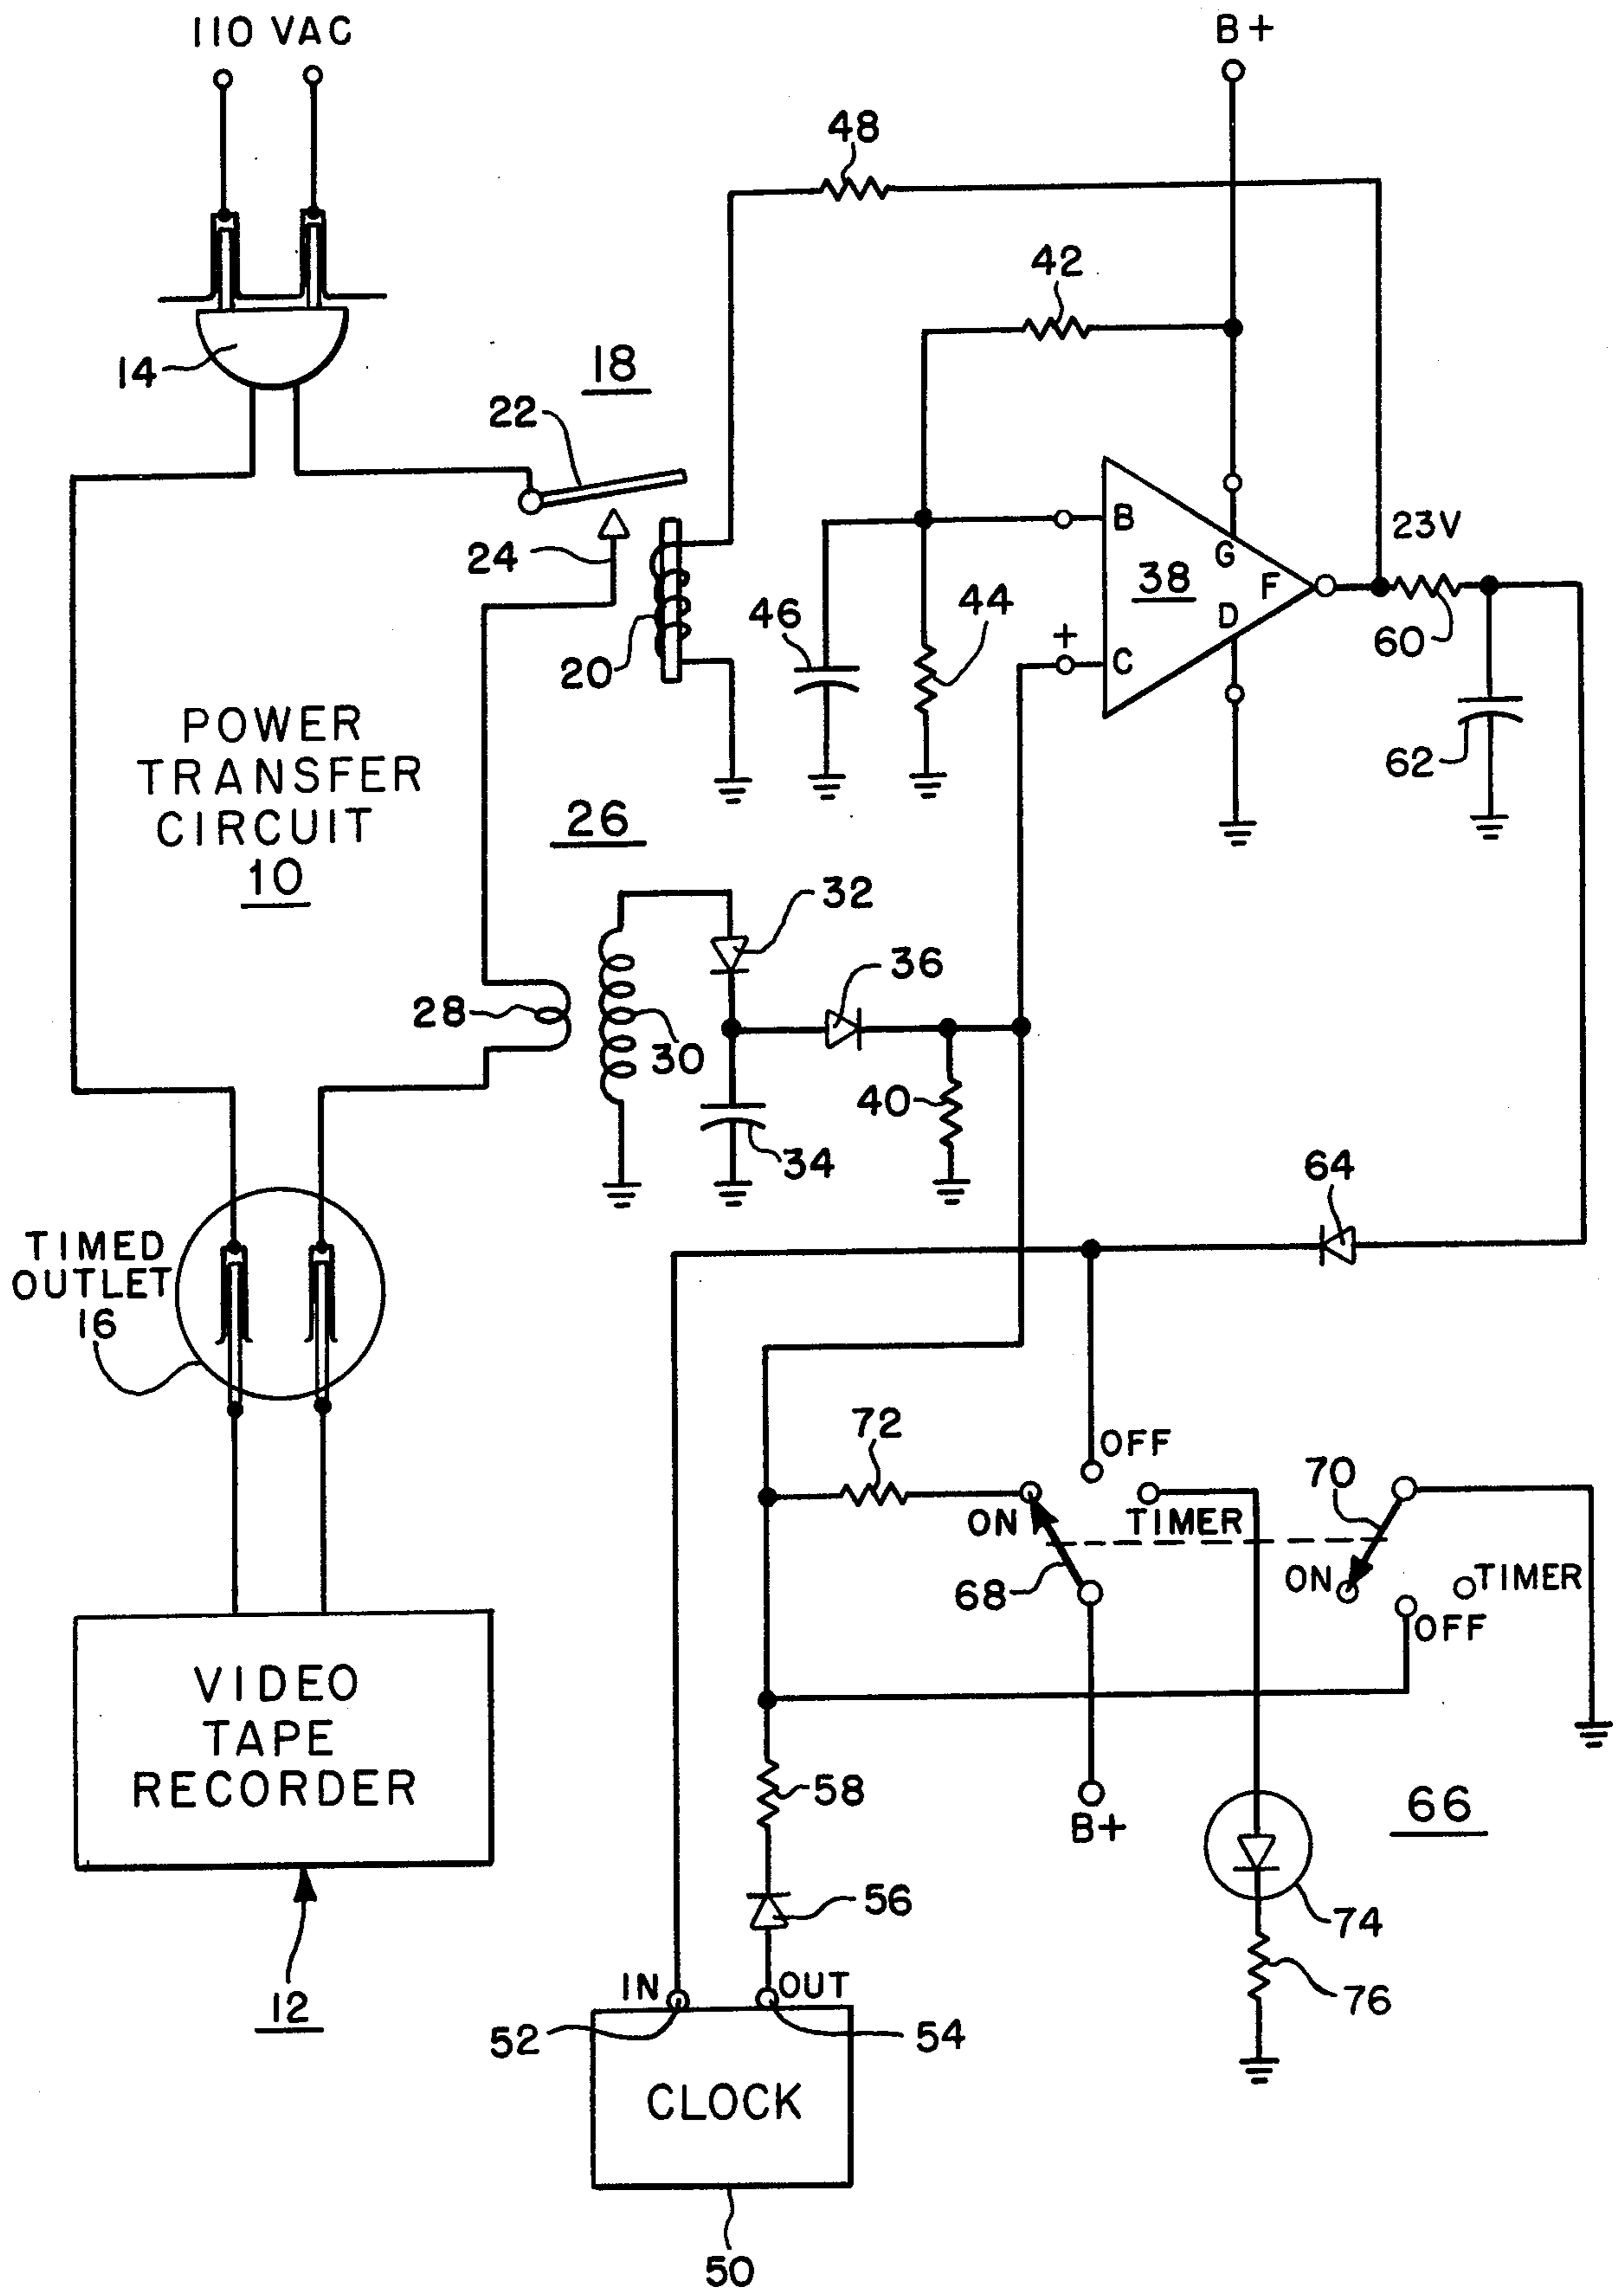 110 VAC
B+
48
42
14
18
22
24
B
G
38
F
D
+
C
23V
46
44
20
60
62
POWER
TRANSFER
CIRCUIT
10
26
32
36
28
30
40
34
64
TIMED
OUTLET
16
72
OFF
70
ON
TIMER
68
ON
TIMER
OFF
VIDEO
TAPE
RECORDER
58
B+
66
56
74
12
IN
OUT
76
52
54
CLOCK
50